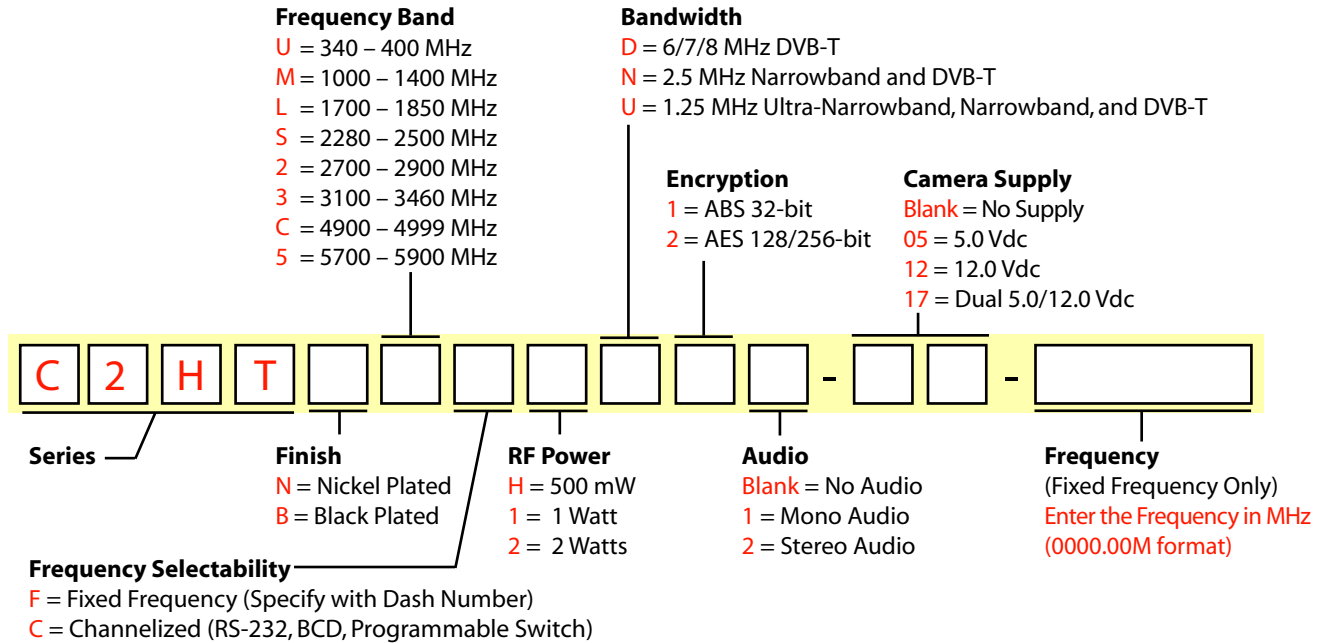 Frequency Band
U = 340 – 400 MHz
M = 1000 – 1400 MHz
L = 1700 – 1850 MHz
S = 2280 – 2500 MHz
2 = 2700 – 2900 MHz
3 = 3100 – 3460 MHz
C = 4900 – 4999 MHz
5 = 5700 – 5900 MHz
Bandwidth
D = 6/7/8 MHz DVB-T
N = 2.5 MHz Narrowband and DVB-T
U = 1.25 MHz Ultra-Narrowband, Narrowband, and DVB-T
Encryption
1 = ABS 32-bit
2 = AES 128/256-bit
Camera Supply
Blank = No Supply
05 = 5.0 Vdc
12 = 12.0 Vdc
17 = Dual 5.0/12.0 Vdc
C 2 H T - -
Series
Finish
N = Nickel Plated
B = Black Plated
RF Power
H = 500 mW
1 = 1 Watt
2 = 2 Watts
Audio
Blank = No Audio
1 = Mono Audio
2 = Stereo Audio
Frequency
(Fixed Frequency Only)
Enter the Frequency in MHz
(0000.00M format)
Frequency Selectability
F = Fixed Frequency (Specify with Dash Number)
C = Channelized (RS-232, BCD, Programmable Switch)